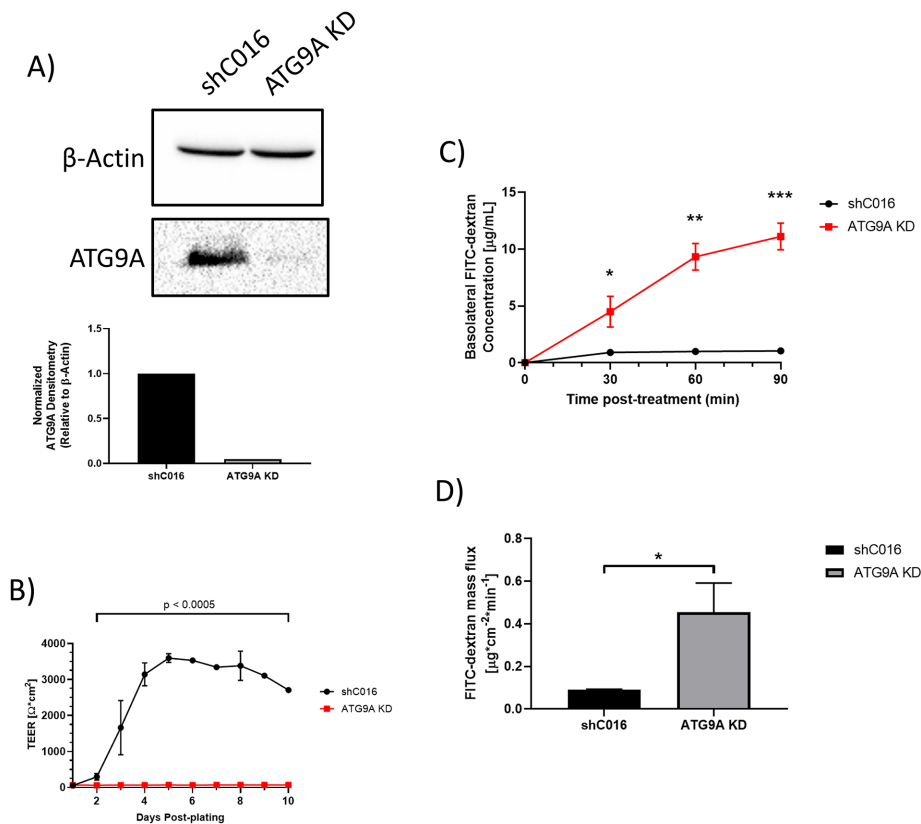 A)
shC016
ATG9A KD
β-Actin
ATG9A
Normalized
ATG9A Densitometry
(Relative to β-Actin)
1.5
1.0
0.5
0.0
shC016
ATG9A KD
B)
p < 0.0005
TEER [Ω*cm²]
4000
3000
2000
1000
0
2
4
6
8
10
Days Post-plating
shC016
ATG9A KD
C)
Basolateral FITC-dextran
Concentration [µg/mL]
15
10
5
0
0
30
60
90
*
**
***
Time post-treatment (min)
shC016
ATG9A KD
D)
FITC-dextran mass flux
[µg*cm⁻²*min⁻¹]
0.8
0.6
0.4
0.2
0.0
*
shC016
ATG9A KD
shC016
ATG9A KD